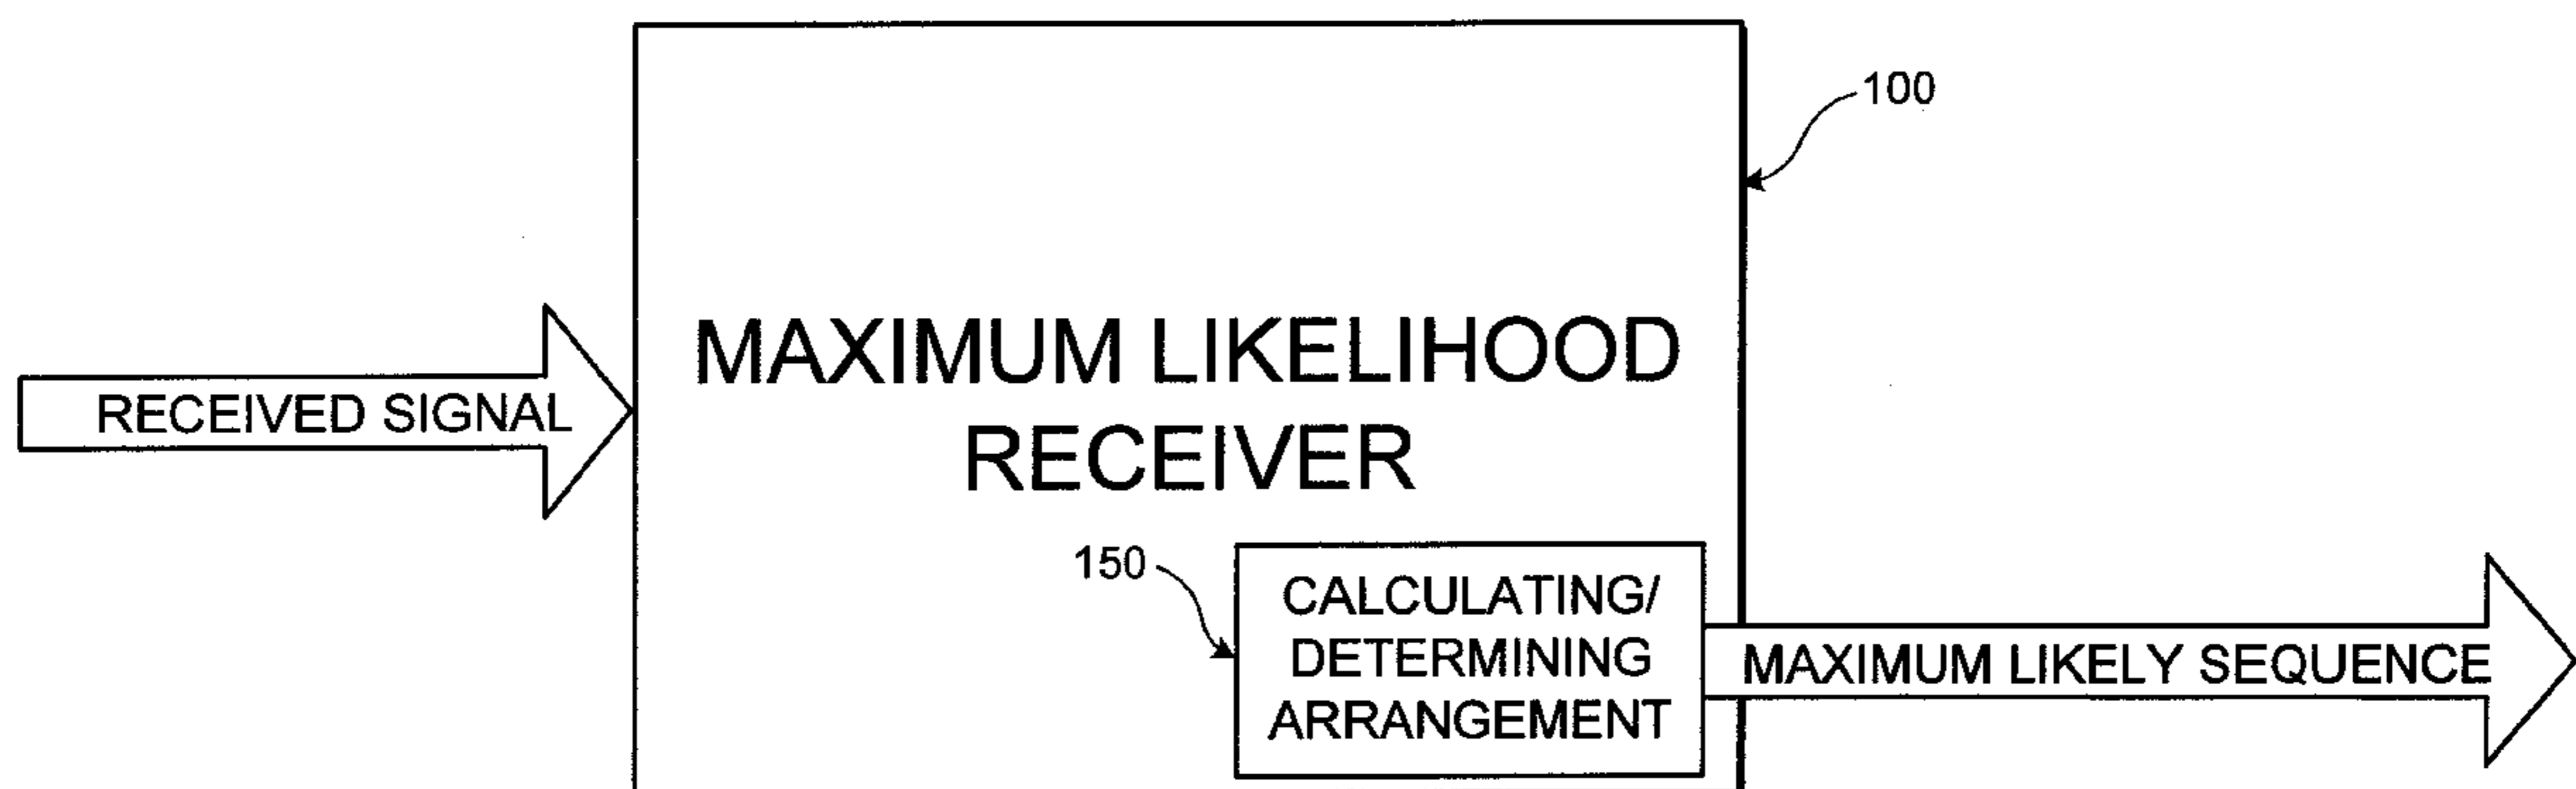 100
MAXIMUM LIKELIHOOD
RECEIVER
RECEIVED SIGNAL
150
CALCULATING/
DETERMINING
ARRANGEMENT
MAXIMUM LIKELY SEQUENCE